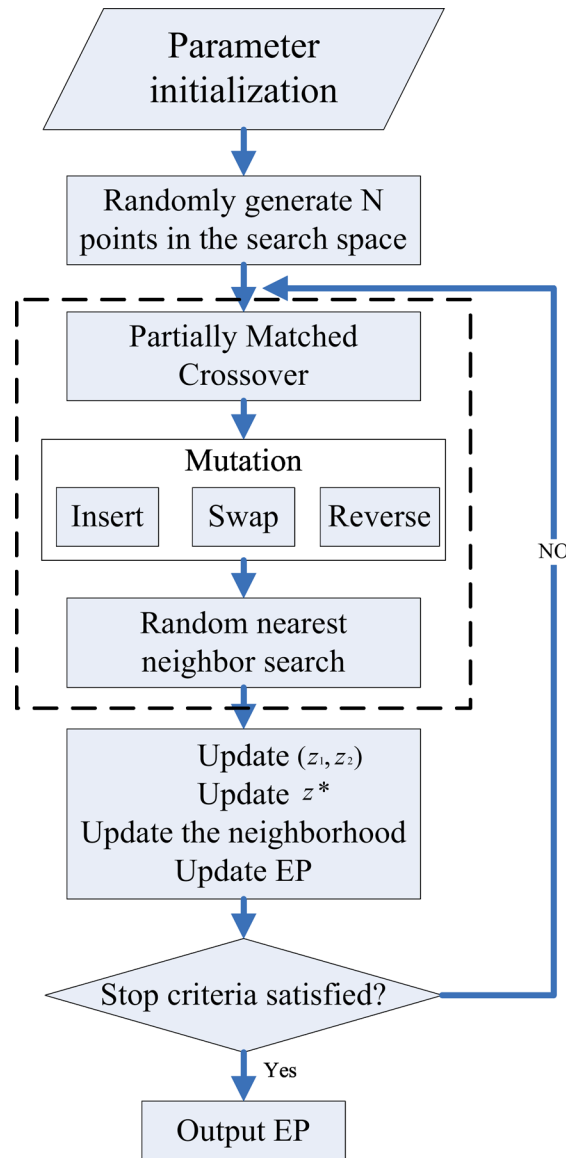 Parameter
initialization
Randomly generate N
points in the search space
Partially Matched
Crossover
Mutation
Insert
Swap
Reverse
Random nearest
neighbor search
NO
Update (z₁, z₂)
Update z*
Update the neighborhood
Update EP
Stop criteria satisfied?
Yes
Output EP